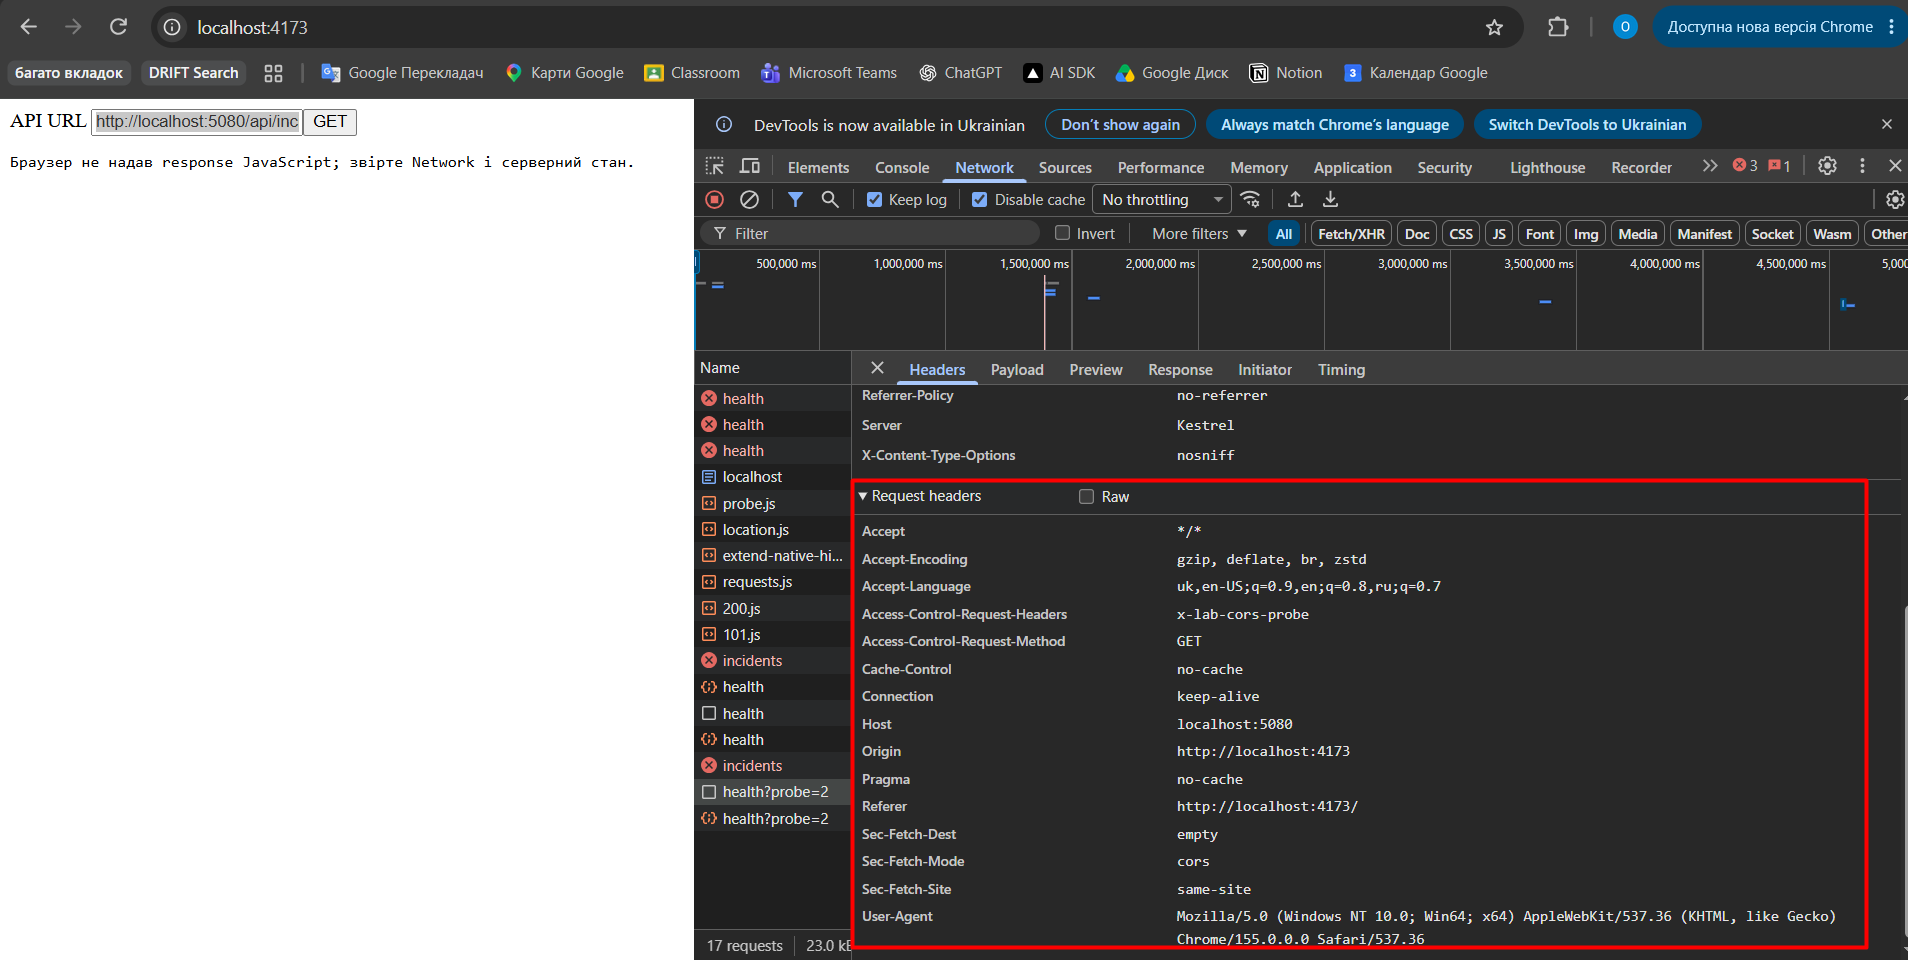 localhost:4173
O
Доступна нова версія Chrome
багато вкладок
DRIFT Search
Google Перекладач
Карти Google
Classroom
Microsoft Teams
ChatGPT
AI SDK
Google Диск
Notion
Календар Google
API URL http://localhost:5080/api/inc GET
Браузер не надав response JavaScript; звірте Network і серверний стан.
DevTools is now available in Ukrainian
Don't show again
Always match Chrome's language
Switch DevTools to Ukrainian
Elements Console Network Sources Performance Memory Application Security Lighthouse Recorder 3 1
Keep log Disable cache No throttling
Filter Invert More filters All Fetch/XHR Doc CSS JS Font Img Media Manifest Socket Wasm Other
500,000 ms 1,000,000 ms 1,500,000 ms 2,000,000 ms 2,500,000 ms 3,000,000 ms 3,500,000 ms 4,000,000 ms 4,500,000 ms 5,000
Name
health
health
health
localhost
probe.js
location.js
extend-native-hi...
requests.js
200.js
101.js
incidents
health
health
health
incidents
health?probe=2
health?probe=2
17 requests 23.0 kE
Headers Payload Preview Response Initiator Timing
Referrer-Policy no-referrer
Server Kestrel
X-Content-Type-Options nosniff
Request headers Raw
Accept */*
Accept-Encoding gzip, deflate, br, zstd
Accept-Language uk,en-US;q=0.9,en;q=0.8,ru;q=0.7
Access-Control-Request-Headers x-lab-cors-probe
Access-Control-Request-Method GET
Cache-Control no-cache
Connection keep-alive
Host localhost:5080
Origin http://localhost:4173
Pragma no-cache
Referer http://localhost:4173/
Sec-Fetch-Dest empty
Sec-Fetch-Mode cors
Sec-Fetch-Site same-site
User-Agent Mozilla/5.0 (Windows NT 10.0; Win64; x64) AppleWebKit/537.36 (KHTML, like Gecko)
Chrome/155.0.0.0 Safari/537.36